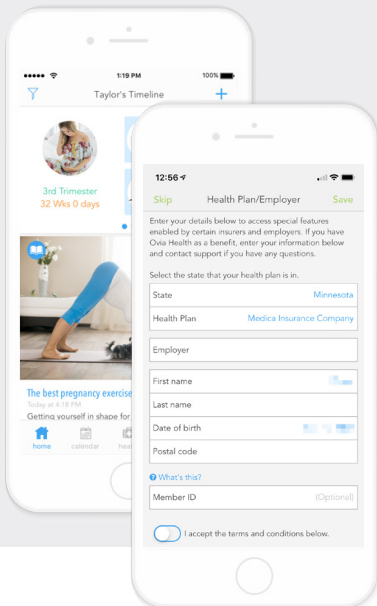 1:19 PM
100%
Taylor's Timeline
+
3rd Trimester
32 Wks 0 days
The best pregnancy exercise
Today at 4:18 PM
Getting yourself in shape for
home
calendar
12:56
Skip
Health Plan/Employer
Save
Enter your details below to access special features
enabled by certain insurers and employers. If you have
Ovia Health as a benefit, enter your information below
and contact support if you have any questions.
Select the state that your health plan is in.
State
Minnesota
Health Plan
Medica Insurance Company
Employer
First name
Last name
Date of birth
Postal code
What's this?
Member ID
(Optional)
I accept the terms and conditions below.